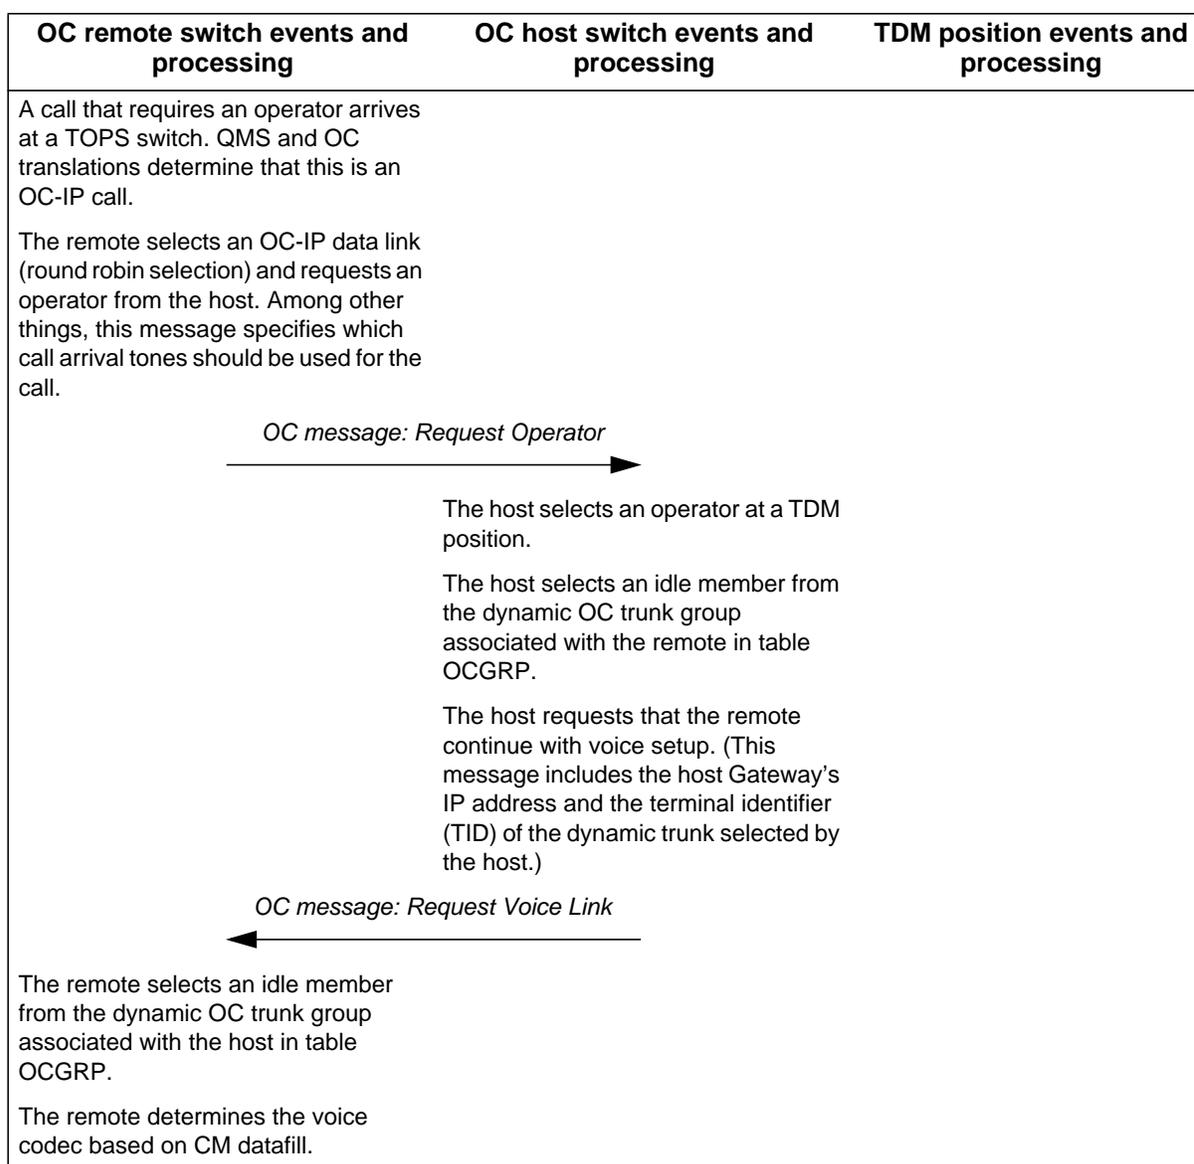 OC remote switch events and
processing
OC host switch events and
processing
TDM position events and
processing
A call that requires an operator arrives
at a TOPS switch. QMS and OC
translations determine that this is an
OC-IP call.
The remote selects an OC-IP data link
(round robin selection) and requests an
operator from the host. Among other
things, this message specifies which
call arrival tones should be used for the
call.
OC message: Request Operator
The host selects an operator at a TDM
position.
The host selects an idle member from
the dynamic OC trunk group
associated with the remote in table
OCGRP.
The host requests that the remote
continue with voice setup. (This
message includes the host Gateway's
IP address and the terminal identifier
(TID) of the dynamic trunk selected by
the host.)
OC message: Request Voice Link
The remote selects an idle member
from the dynamic OC trunk group
associated with the host in table
OCGRP.
The remote determines the voice
codec based on CM datafill.